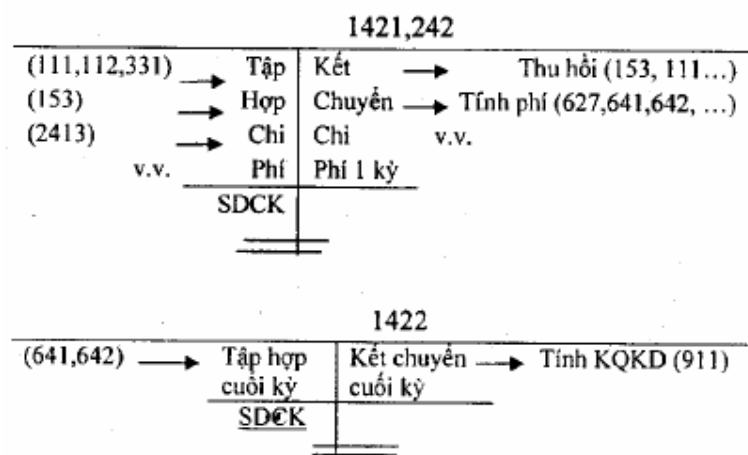 1421,242
(111,112,331) Tập Kết Thu hồi (153, 111...)
(153) Hợp Chuyển Tính phí (627,641,642, ...)
(2413) Chi Chi v.v.
v.v. Phí Phí 1 kỳ
SDCK
1422
(641,642) Tập hợp Kết chuyển Tính KQKD (911)
cuối kỳ cuối kỳ
SDCK